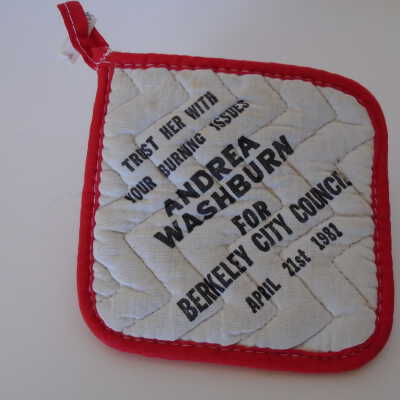 TRUST HER WITH
YOUR BURNING ISSUES
ANDREA
WASHBURN
FOR
BERKELEY CITY COUNCIL
APRIL 21st 1981